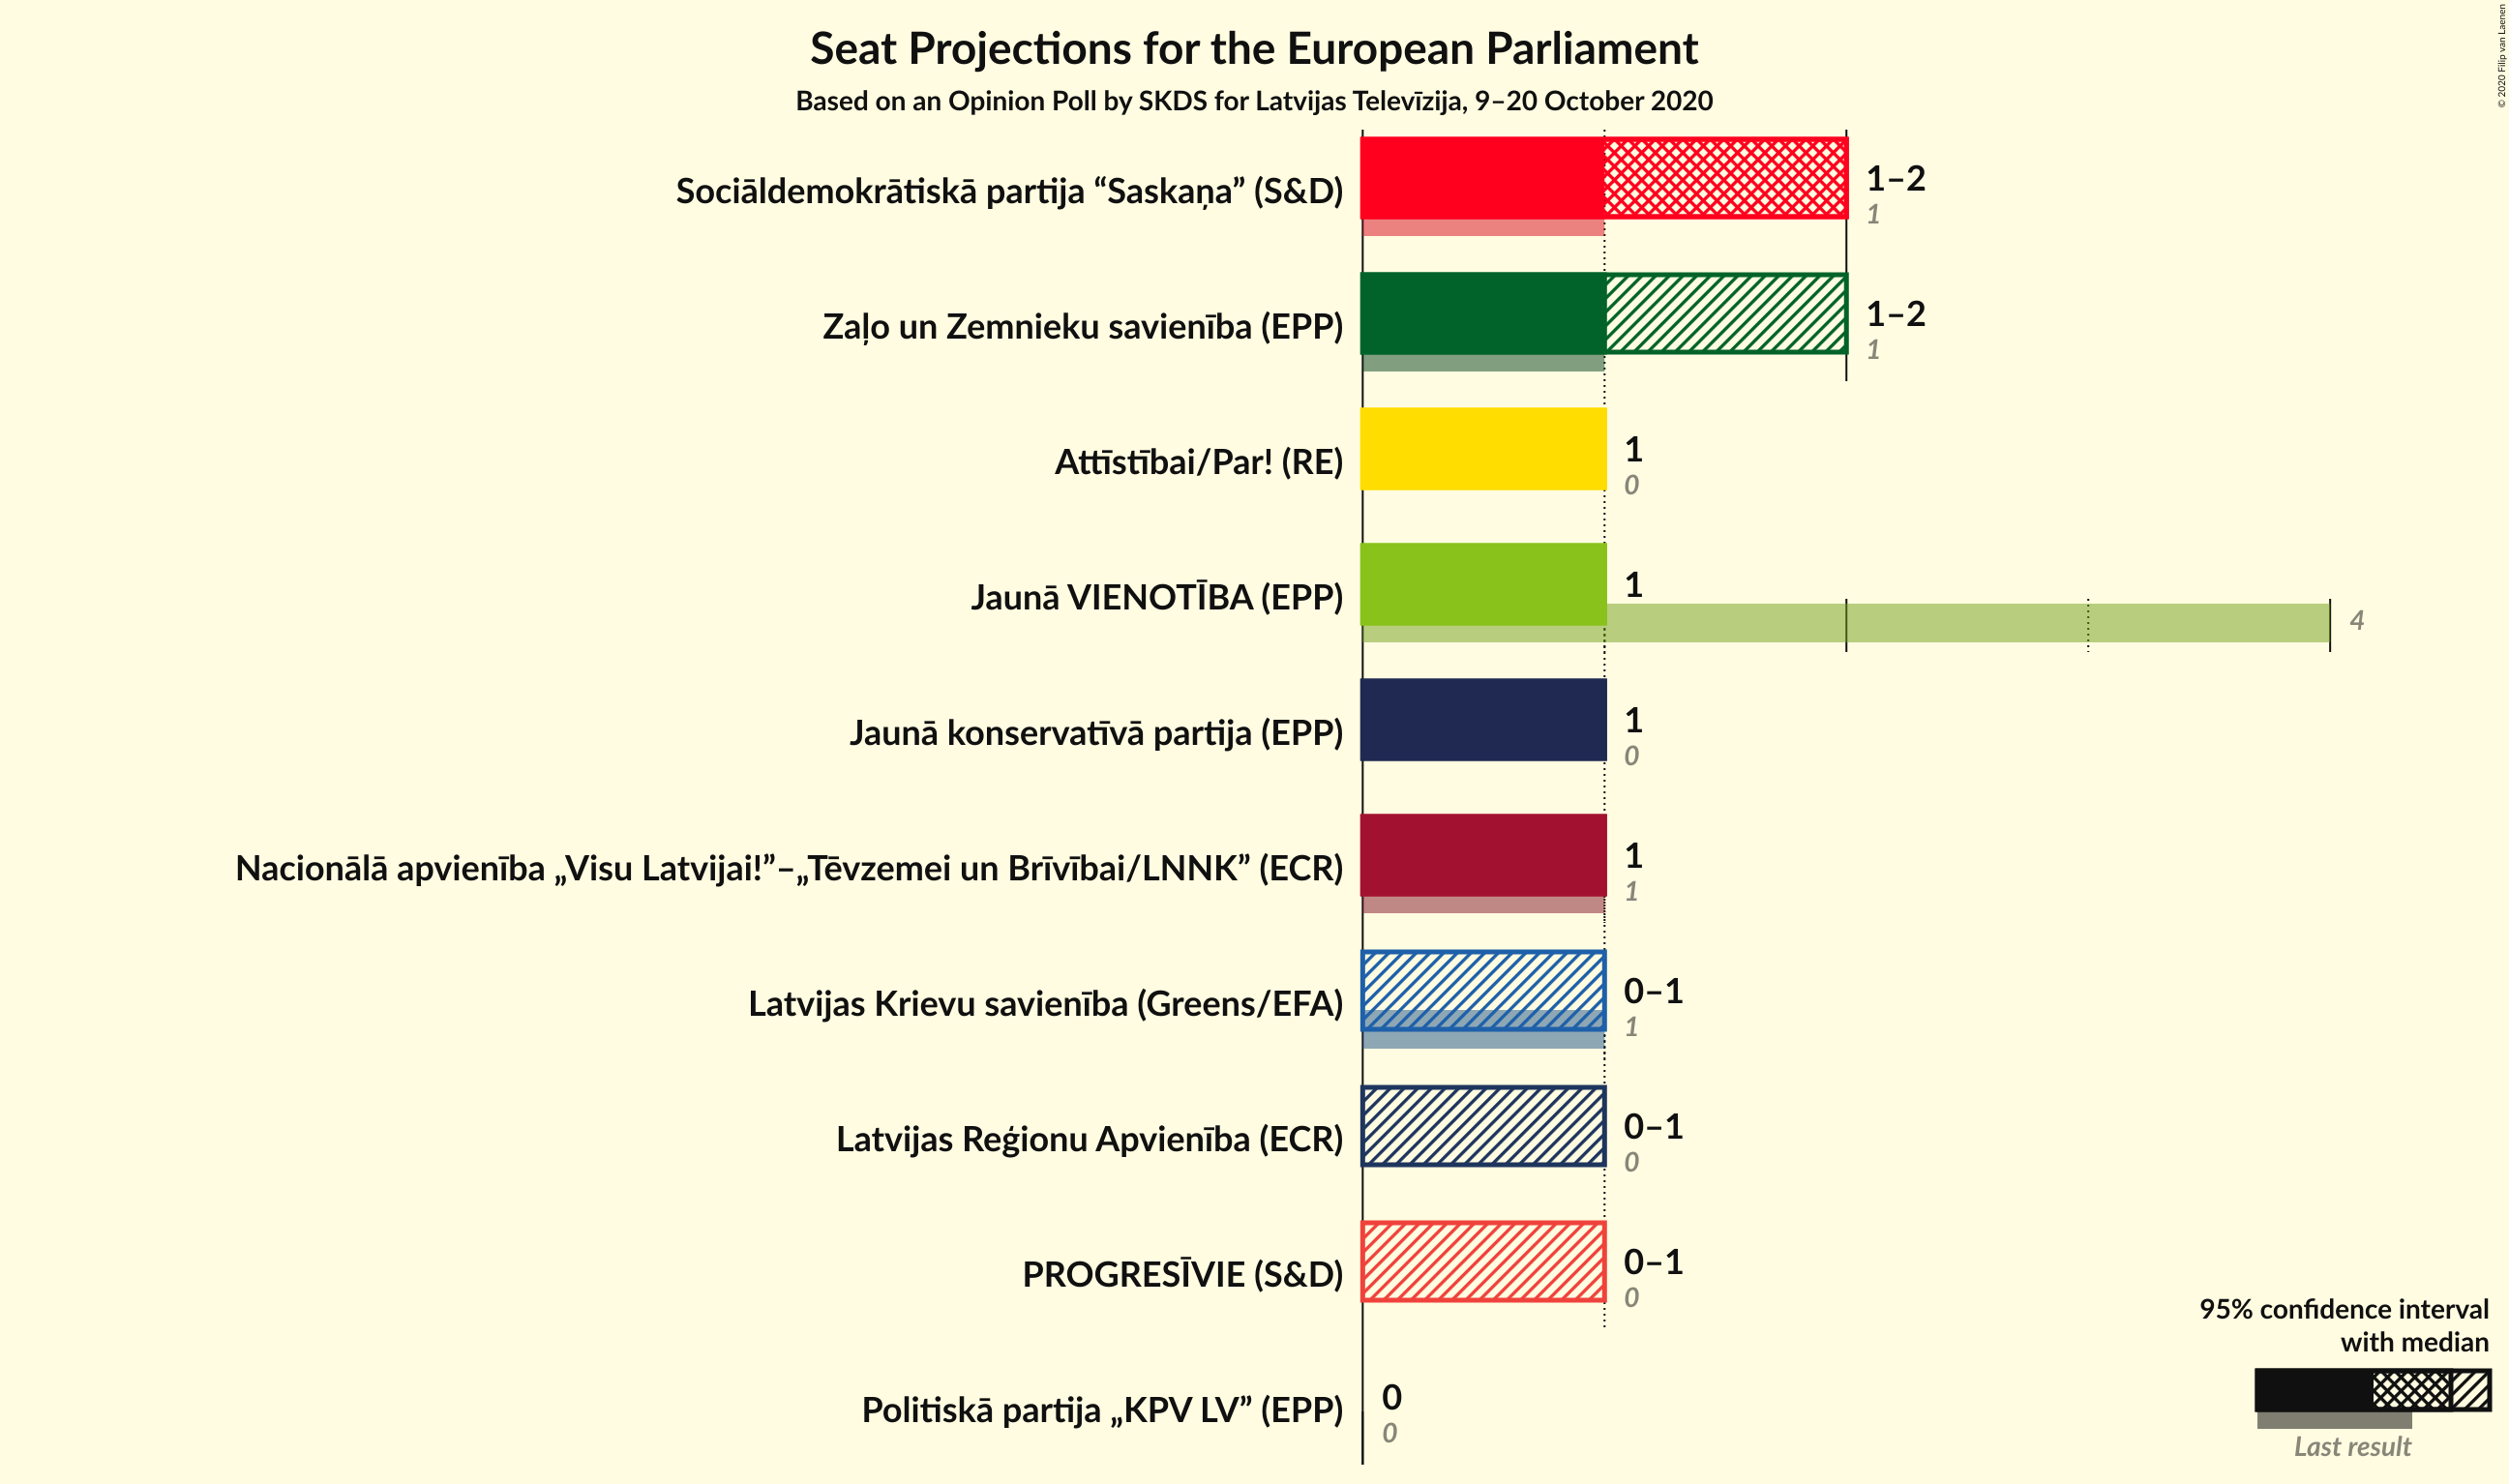 Seat Projections for the European Parliament
Based on an Opinion Poll by SKDS for Latvijas Televīzija, 9–20 October 2020
© 2020 Filip van Laenen
Sociāldemokrātiskā partija “Saskaņa” (S&D)
1–2
1
Zaļo un Zemnieku savienība (EPP)
1–2
1
Attīstībai/Par! (RE)
1
0
Jaunā VIENOTĪBA (EPP)
1
4
Jaunā konservatīvā partija (EPP)
1
0
Nacionālā apvienība „Visu Latvijai!”–„Tēvzemei un Brīvībai/LNNK” (ECR)
1
1
Latvijas Krievu savienība (Greens/EFA)
0–1
1
Latvijas Reģionu Apvienība (ECR)
0–1
0
PROGRESĪVIE (S&D)
0–1
0
Politiskā partija „KPV LV” (EPP)
0
0
95% confidence interval
with median
Last result